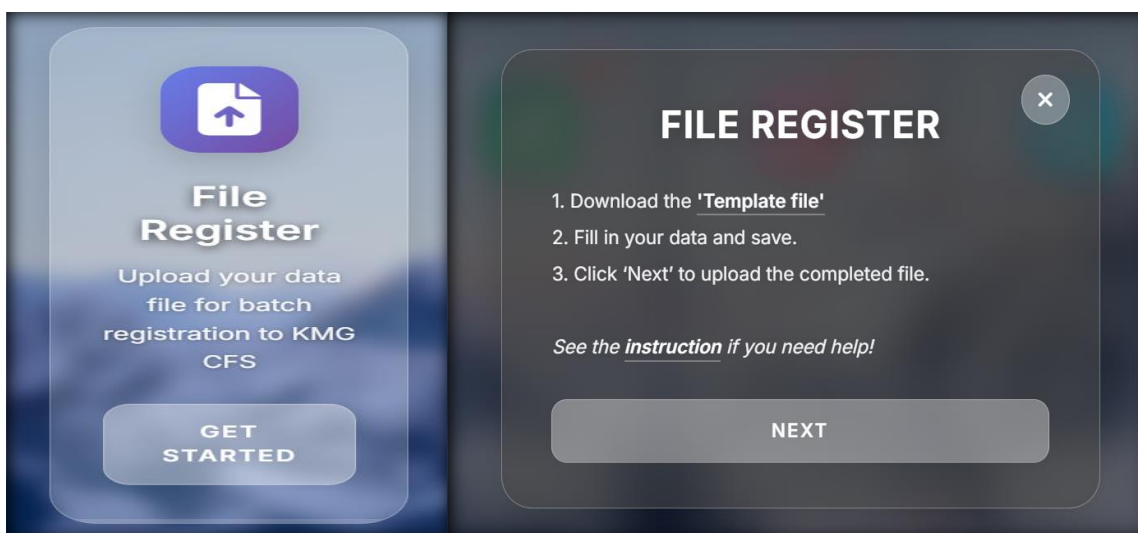 File
Register
Upload your data
file for batch
registration to KMG
CFS
GET
STARTED
FILE REGISTER
1. Download the 'Template file'
2. Fill in your data and save.
3. Click ‘Next’ to upload the completed file.
See the instruction if you need help!
NEXT